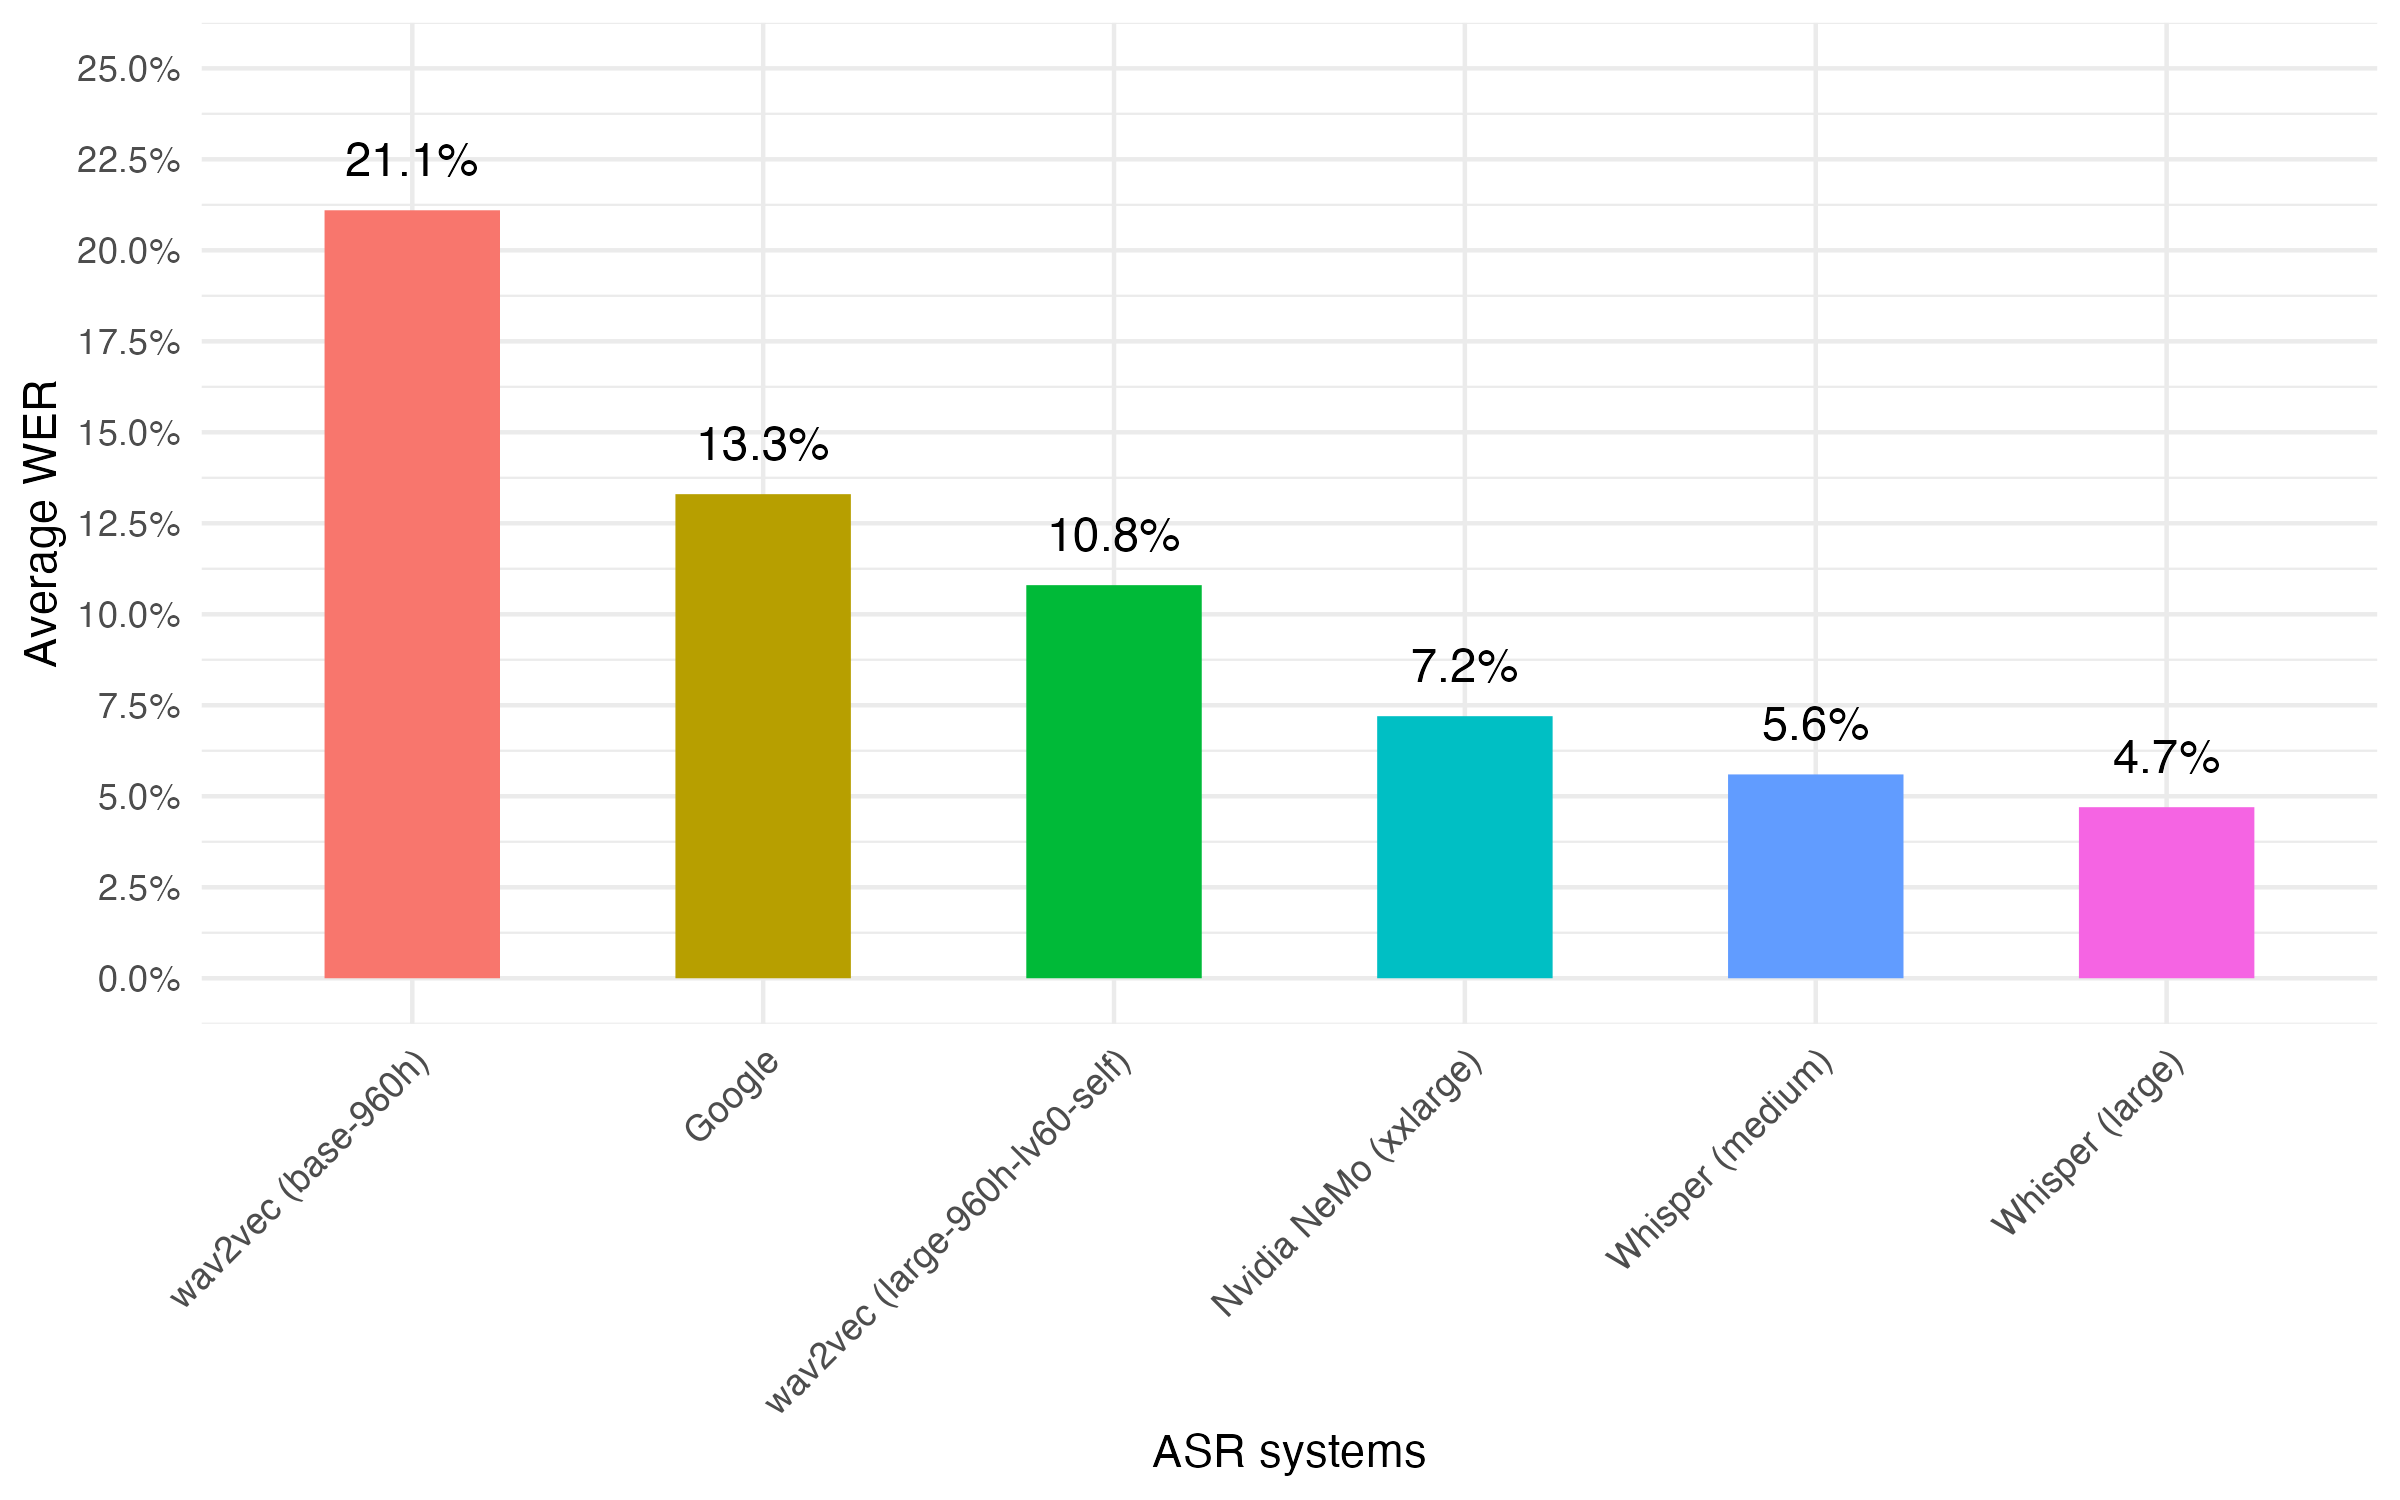 Average WER
25.0%
22.5%
20.0%
17.5%
15.0%
12.5%
10.0%
7.5%
5.0%
2.5%
0.0%
21.1%
13.3%
10.8%
7.2%
5.6%
4.7%
wav2vec (base-960h)
Google
wav2vec (large-960h-lv60-self)
Nvidia NeMo (xxlarge)
Whisper (medium)
Whisper (large)
ASR systems